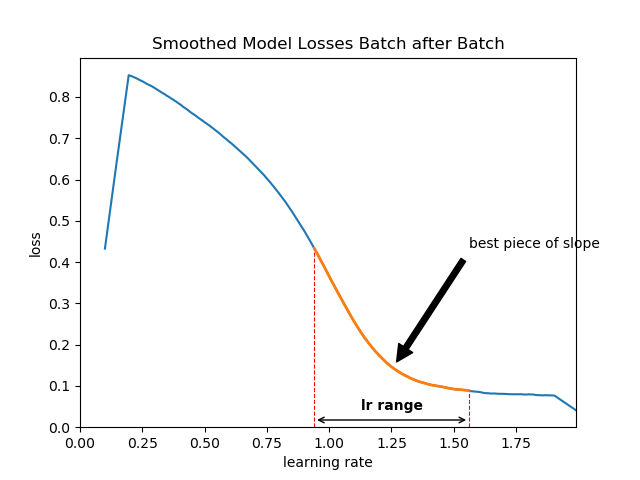 Smoothed Model Losses Batch after Batch
loss
0.8
0.7
0.6
0.5
0.4
0.3
0.2
0.1
0.0
best piece of slope
lr range
0.00 0.25 0.50 0.75 1.00 1.25 1.50 1.75
learning rate